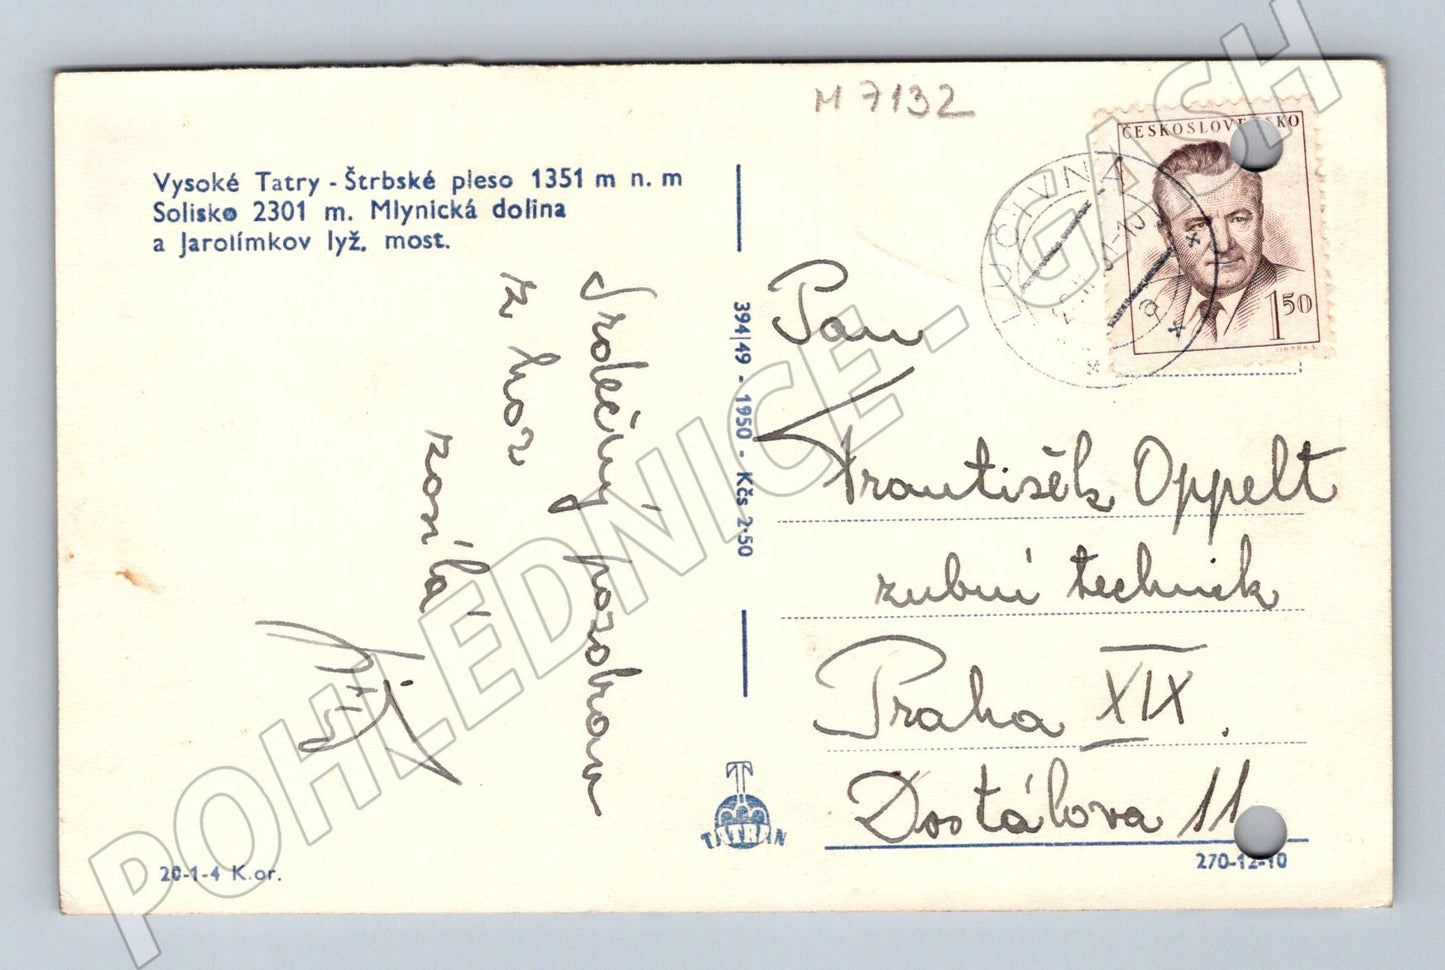 M 7132
Vysoké Tatry - Štrbské pleso 1351 m n. m
Solisko 2301 m. Mlynická dolina
a Jarolímkov lyž. most.
Srdečný pozdrav
z hor
zasílá
394/49 - 1950 - Kčs 2·50
ČESKOSLOVENSKO
1 50
LUČIVNÁ
Pan
František Oppelt
zubní technik
Praha XIX.
Dostálova 11
TATRAN
20-1-4 K.or.
270-12-10
POHLEDNICE - GASH